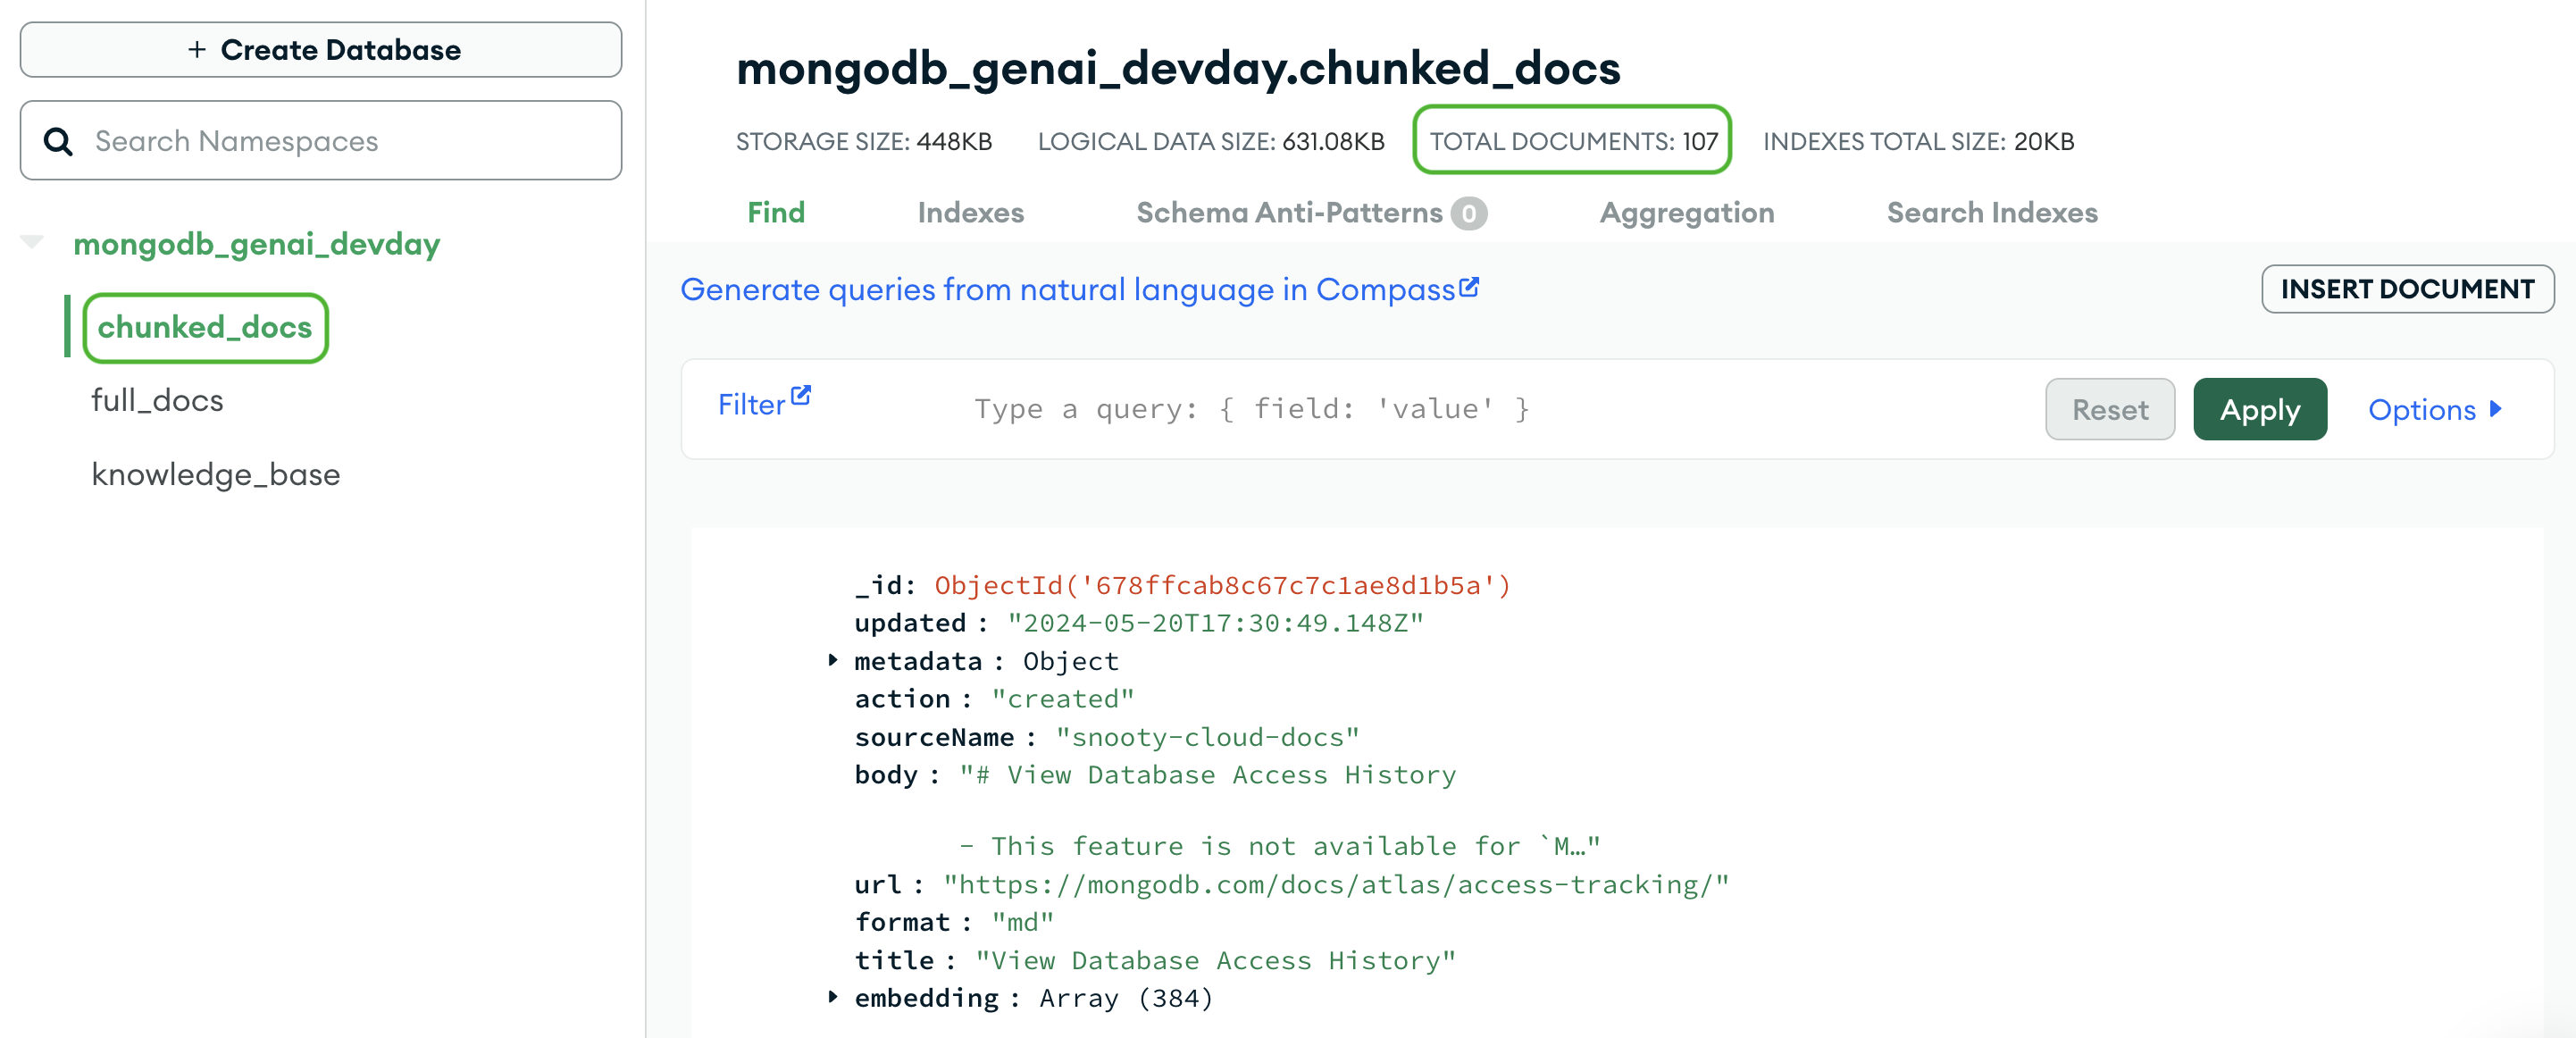 + Create Database
Search Namespaces
mongodb_genai_devday
chunked_docs
full_docs
knowledge_base
mongodb_genai_devday.chunked_docs
STORAGE SIZE: 448KB LOGICAL DATA SIZE: 631.08KB TOTAL DOCUMENTS: 107 INDEXES TOTAL SIZE: 20KB
Find Indexes Schema Anti-Patterns 0 Aggregation Search Indexes
Generate queries from natural language in Compass
INSERT DOCUMENT
Filter Type a query: { field: 'value' } Reset Apply Options
_id: ObjectId('678ffcab8c67c7c1ae8d1b5a')
updated : "2024-05-20T17:30:49.148Z"
metadata : Object
action : "created"
sourceName : "snooty-cloud-docs"
body : "# View Database Access History
- This feature is not available for `M…"
url : "https://mongodb.com/docs/atlas/access-tracking/"
format : "md"
title : "View Database Access History"
embedding : Array (384)